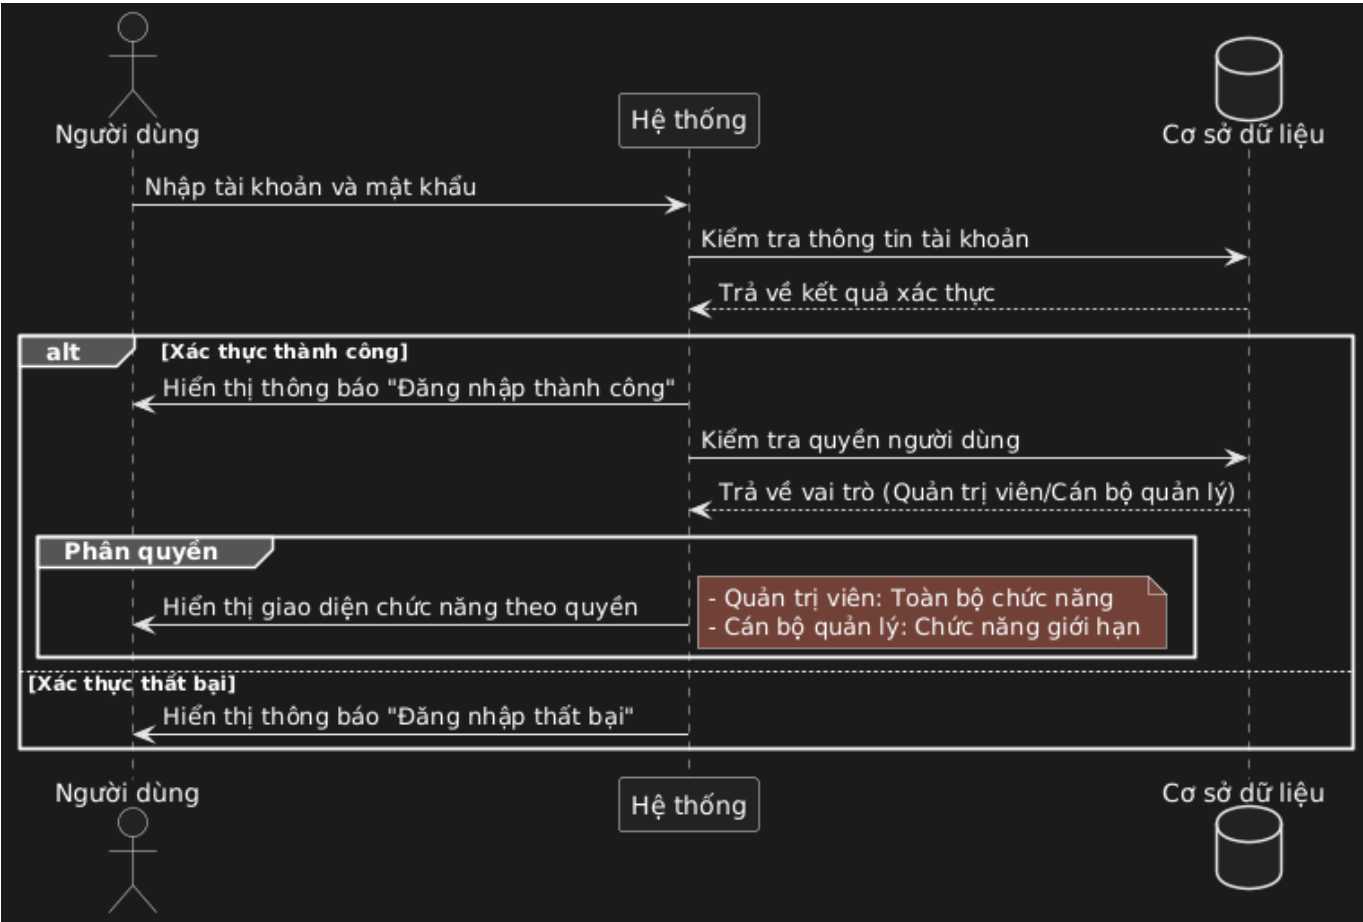 Người dùng
Hệ thống
Cơ sở dữ liệu
Nhập tài khoản và mật khẩu
Kiểm tra thông tin tài khoản
Trả về kết quả xác thực
alt
[Xác thực thành công]
Hiển thị thông báo "Đăng nhập thành công"
Kiểm tra quyền người dùng
Trả về vai trò (Quản trị viên/Cán bộ quản lý)
Phân quyền
Hiển thị giao diện chức năng theo quyền
- Quản trị viên: Toàn bộ chức năng
- Cán bộ quản lý: Chức năng giới hạn
[Xác thực thất bại]
Hiển thị thông báo "Đăng nhập thất bại"
Người dùng
Hệ thống
Cơ sở dữ liệu